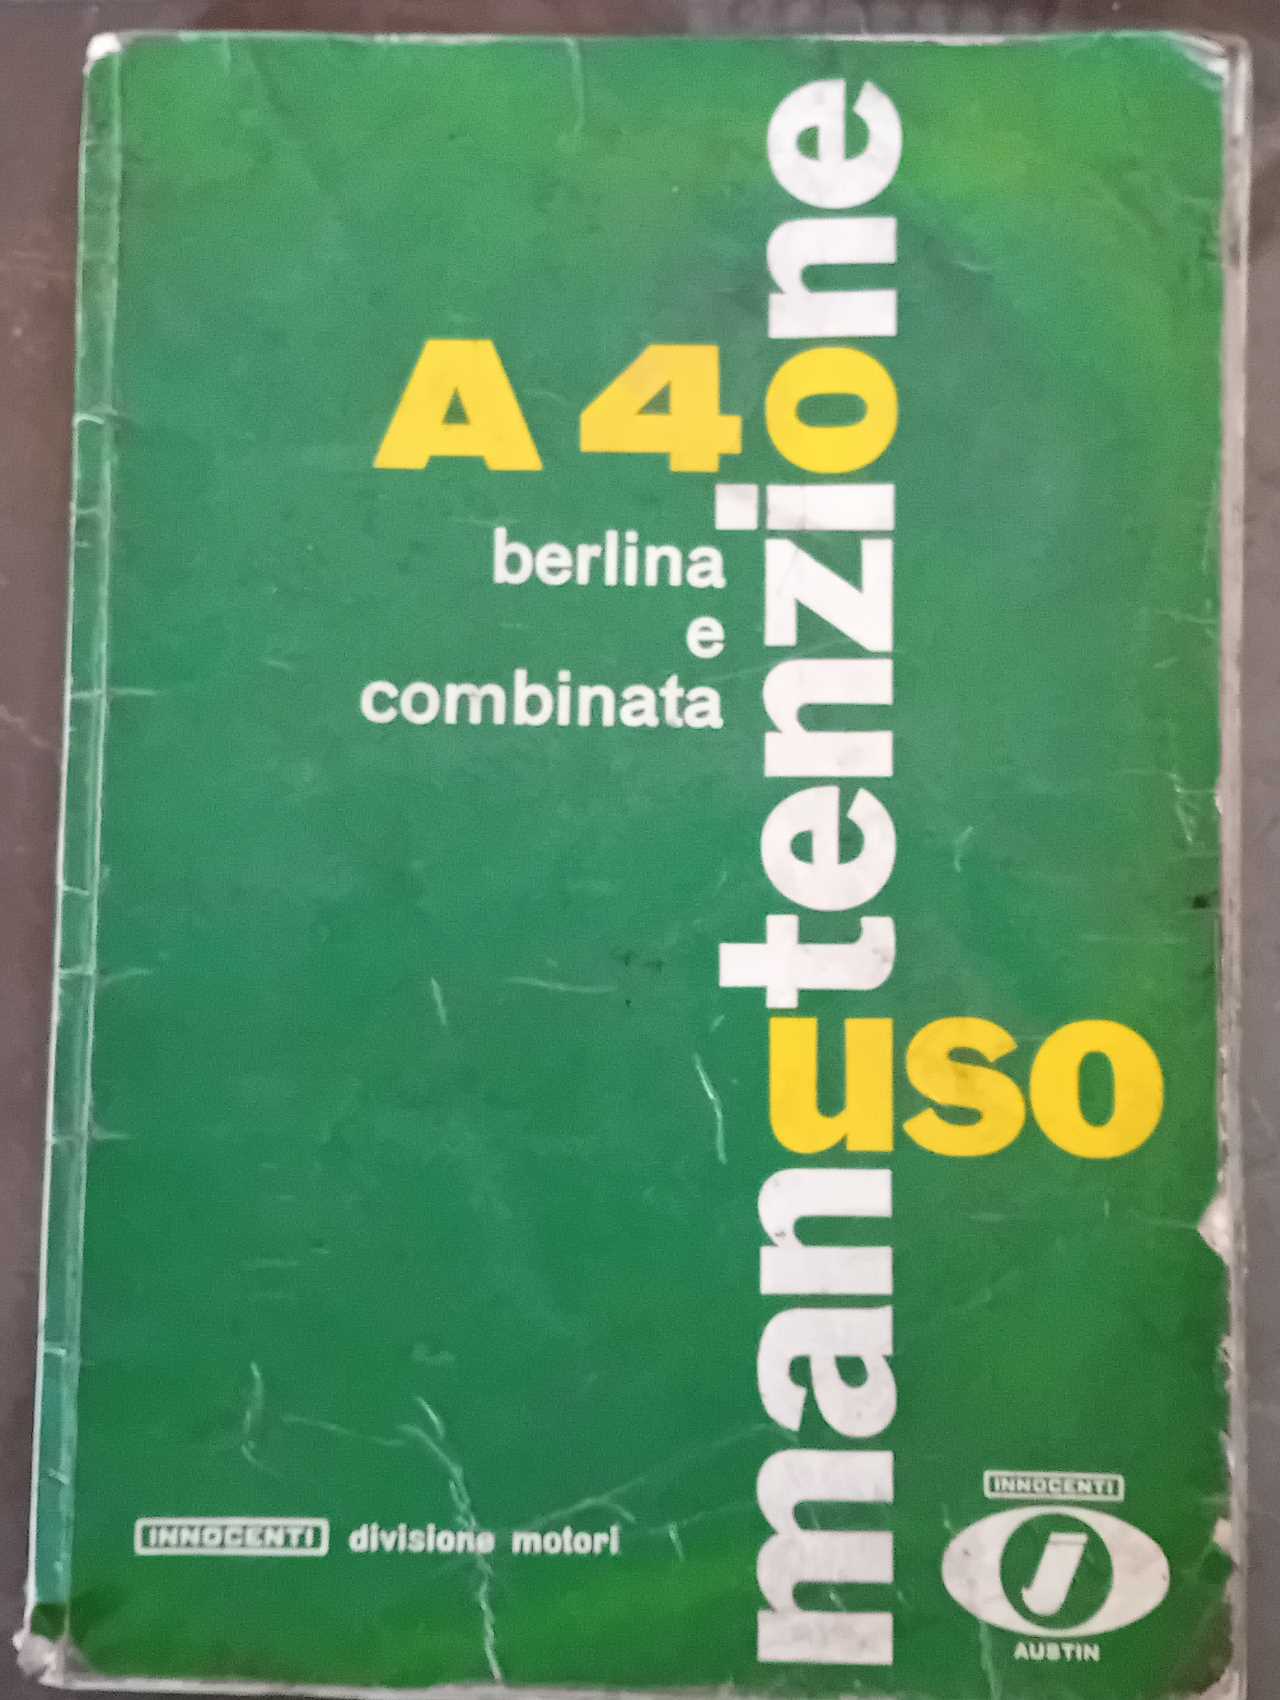 A 40
berlina
e
combinata
manutenzione
uso
INNOCENTI divisione motori
INNOCENTI
J
AUSTIN